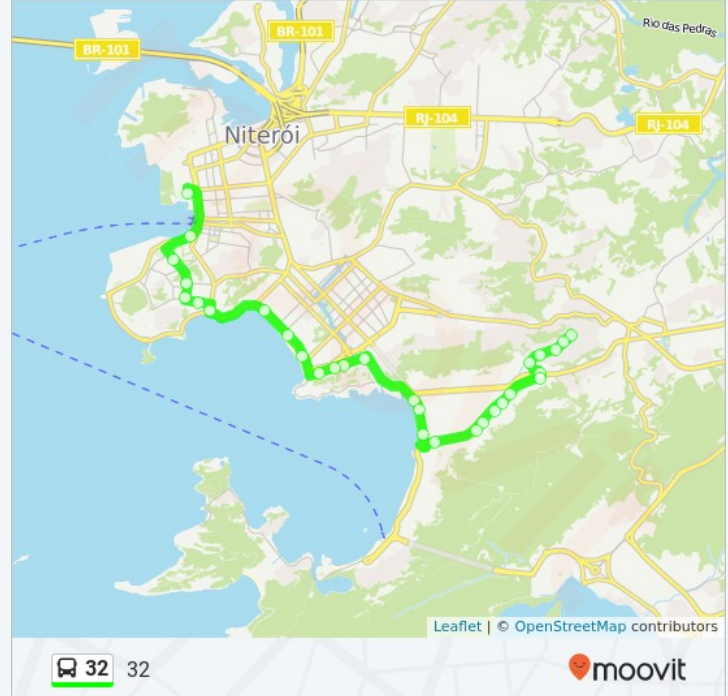 Rio das Pedras
BR-101
BR-101
RJ-104
RJ-104
Niterói
Leaflet | © OpenStreetMap contributors
32 32
moovit